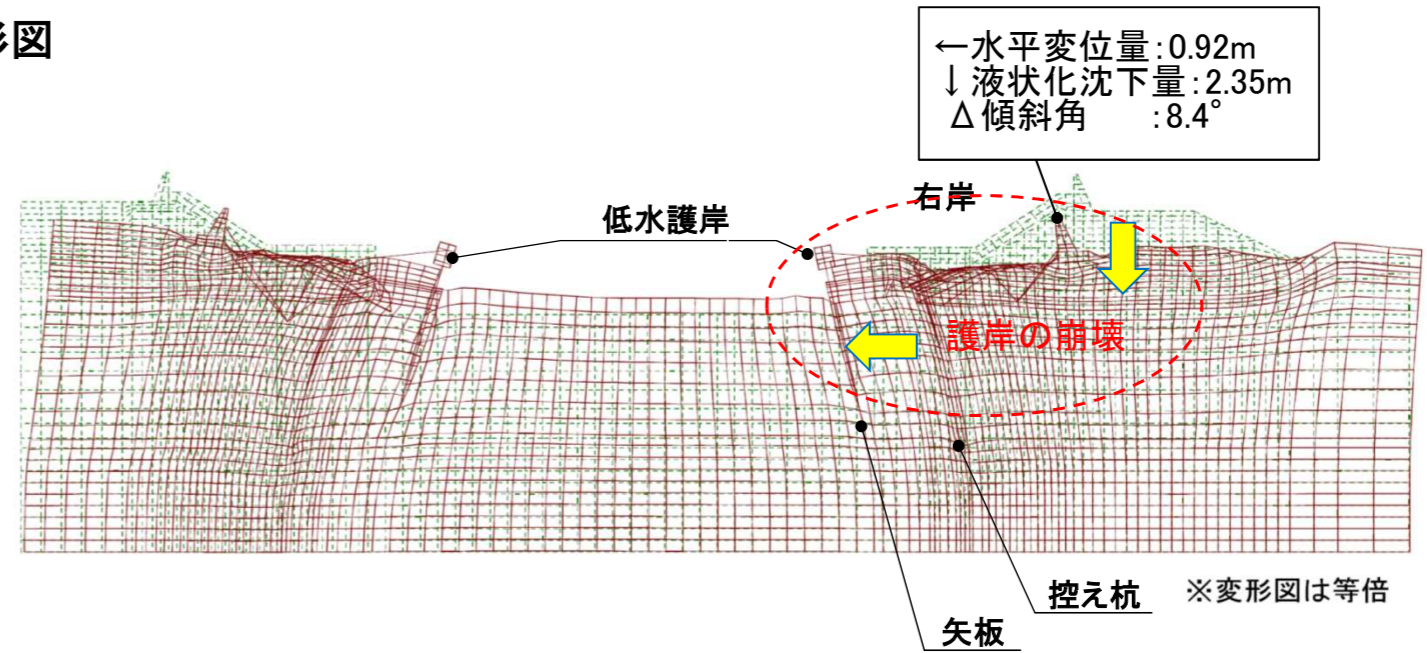 形図
←水平変位量:0.92m
↓液状化沈下量:2.35m
Δ傾斜角　　:8.4°
右岸
低水護岸
護岸の崩壊
控え杭
※変形図は等倍
矢板